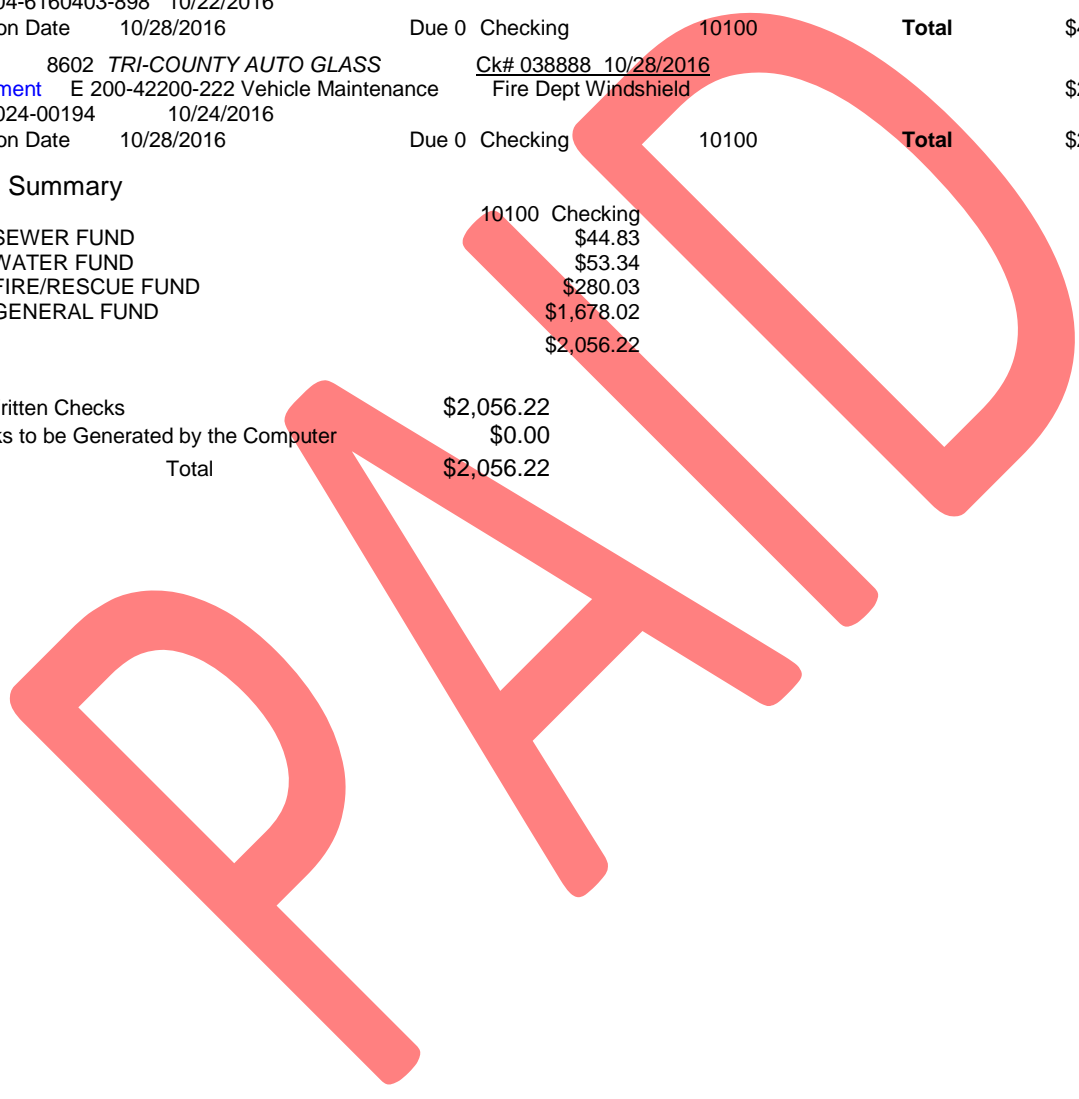 04-6160403-898 10/22/2016
on Date 10/28/2016 Due 0 Checking 10100 Total $4
8602 TRI-COUNTY AUTO GLASS Ck# 038888 10/28/2016
ment E 200-42200-222 Vehicle Maintenance Fire Dept Windshield $2
024-00194 10/24/2016
on Date 10/28/2016 Due 0 Checking 10100 Total $2
Summary
10100 Checking
SEWER FUND $44.83
WATER FUND $53.34
FIRE/RESCUE FUND $280.03
GENERAL FUND $1,678.02
$2,056.22
ritten Checks $2,056.22
ks to be Generated by the Computer $0.00
Total $2,056.22
PAID